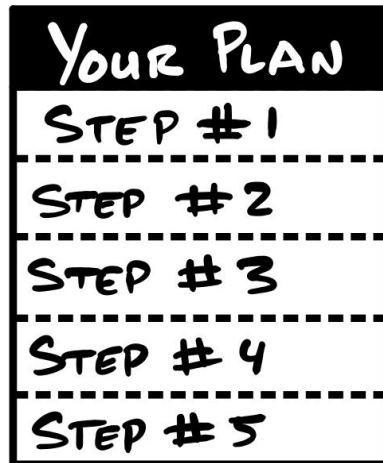 YOUR PLAN
STEP #1
STEP #2
STEP #3
STEP #4
STEP #5